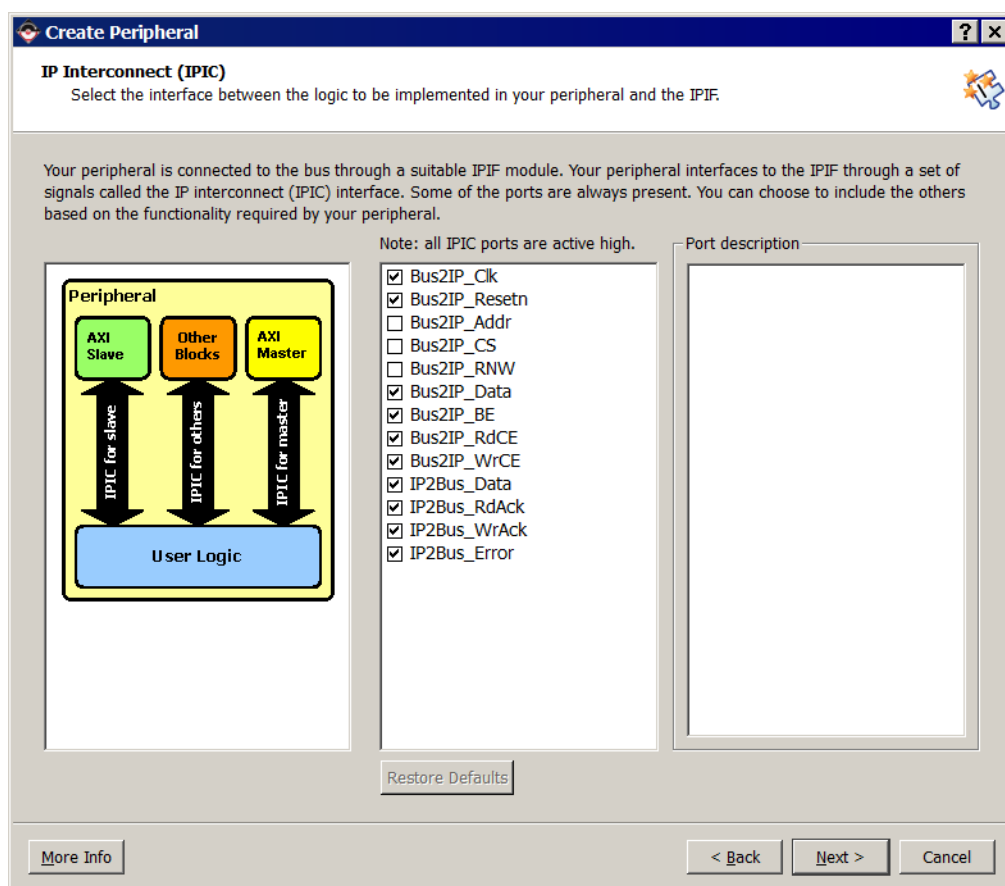 Create Peripheral
IP Interconnect (IPIC)
Select the interface between the logic to be implemented in your peripheral and the IPIF.
Your peripheral is connected to the bus through a suitable IPIF module. Your peripheral interfaces to the IPIF through a set of
signals called the IP interconnect (IPIC) interface. Some of the ports are always present. You can choose to include the others
based on the functionality required by your peripheral.
Peripheral
AXI
Slave
Other
Blocks
AXI
Master
IPIC for slave
IPIC for others
IPIC for master
User Logic
Note: all IPIC ports are active high.
Bus2IP_Clk
Bus2IP_Resetn
Bus2IP_Addr
Bus2IP_CS
Bus2IP_RNW
Bus2IP_Data
Bus2IP_BE
Bus2IP_RdCE
Bus2IP_WrCE
IP2Bus_Data
IP2Bus_RdAck
IP2Bus_WrAck
IP2Bus_Error
Port description
Restore Defaults
More Info
< Back
Next >
Cancel